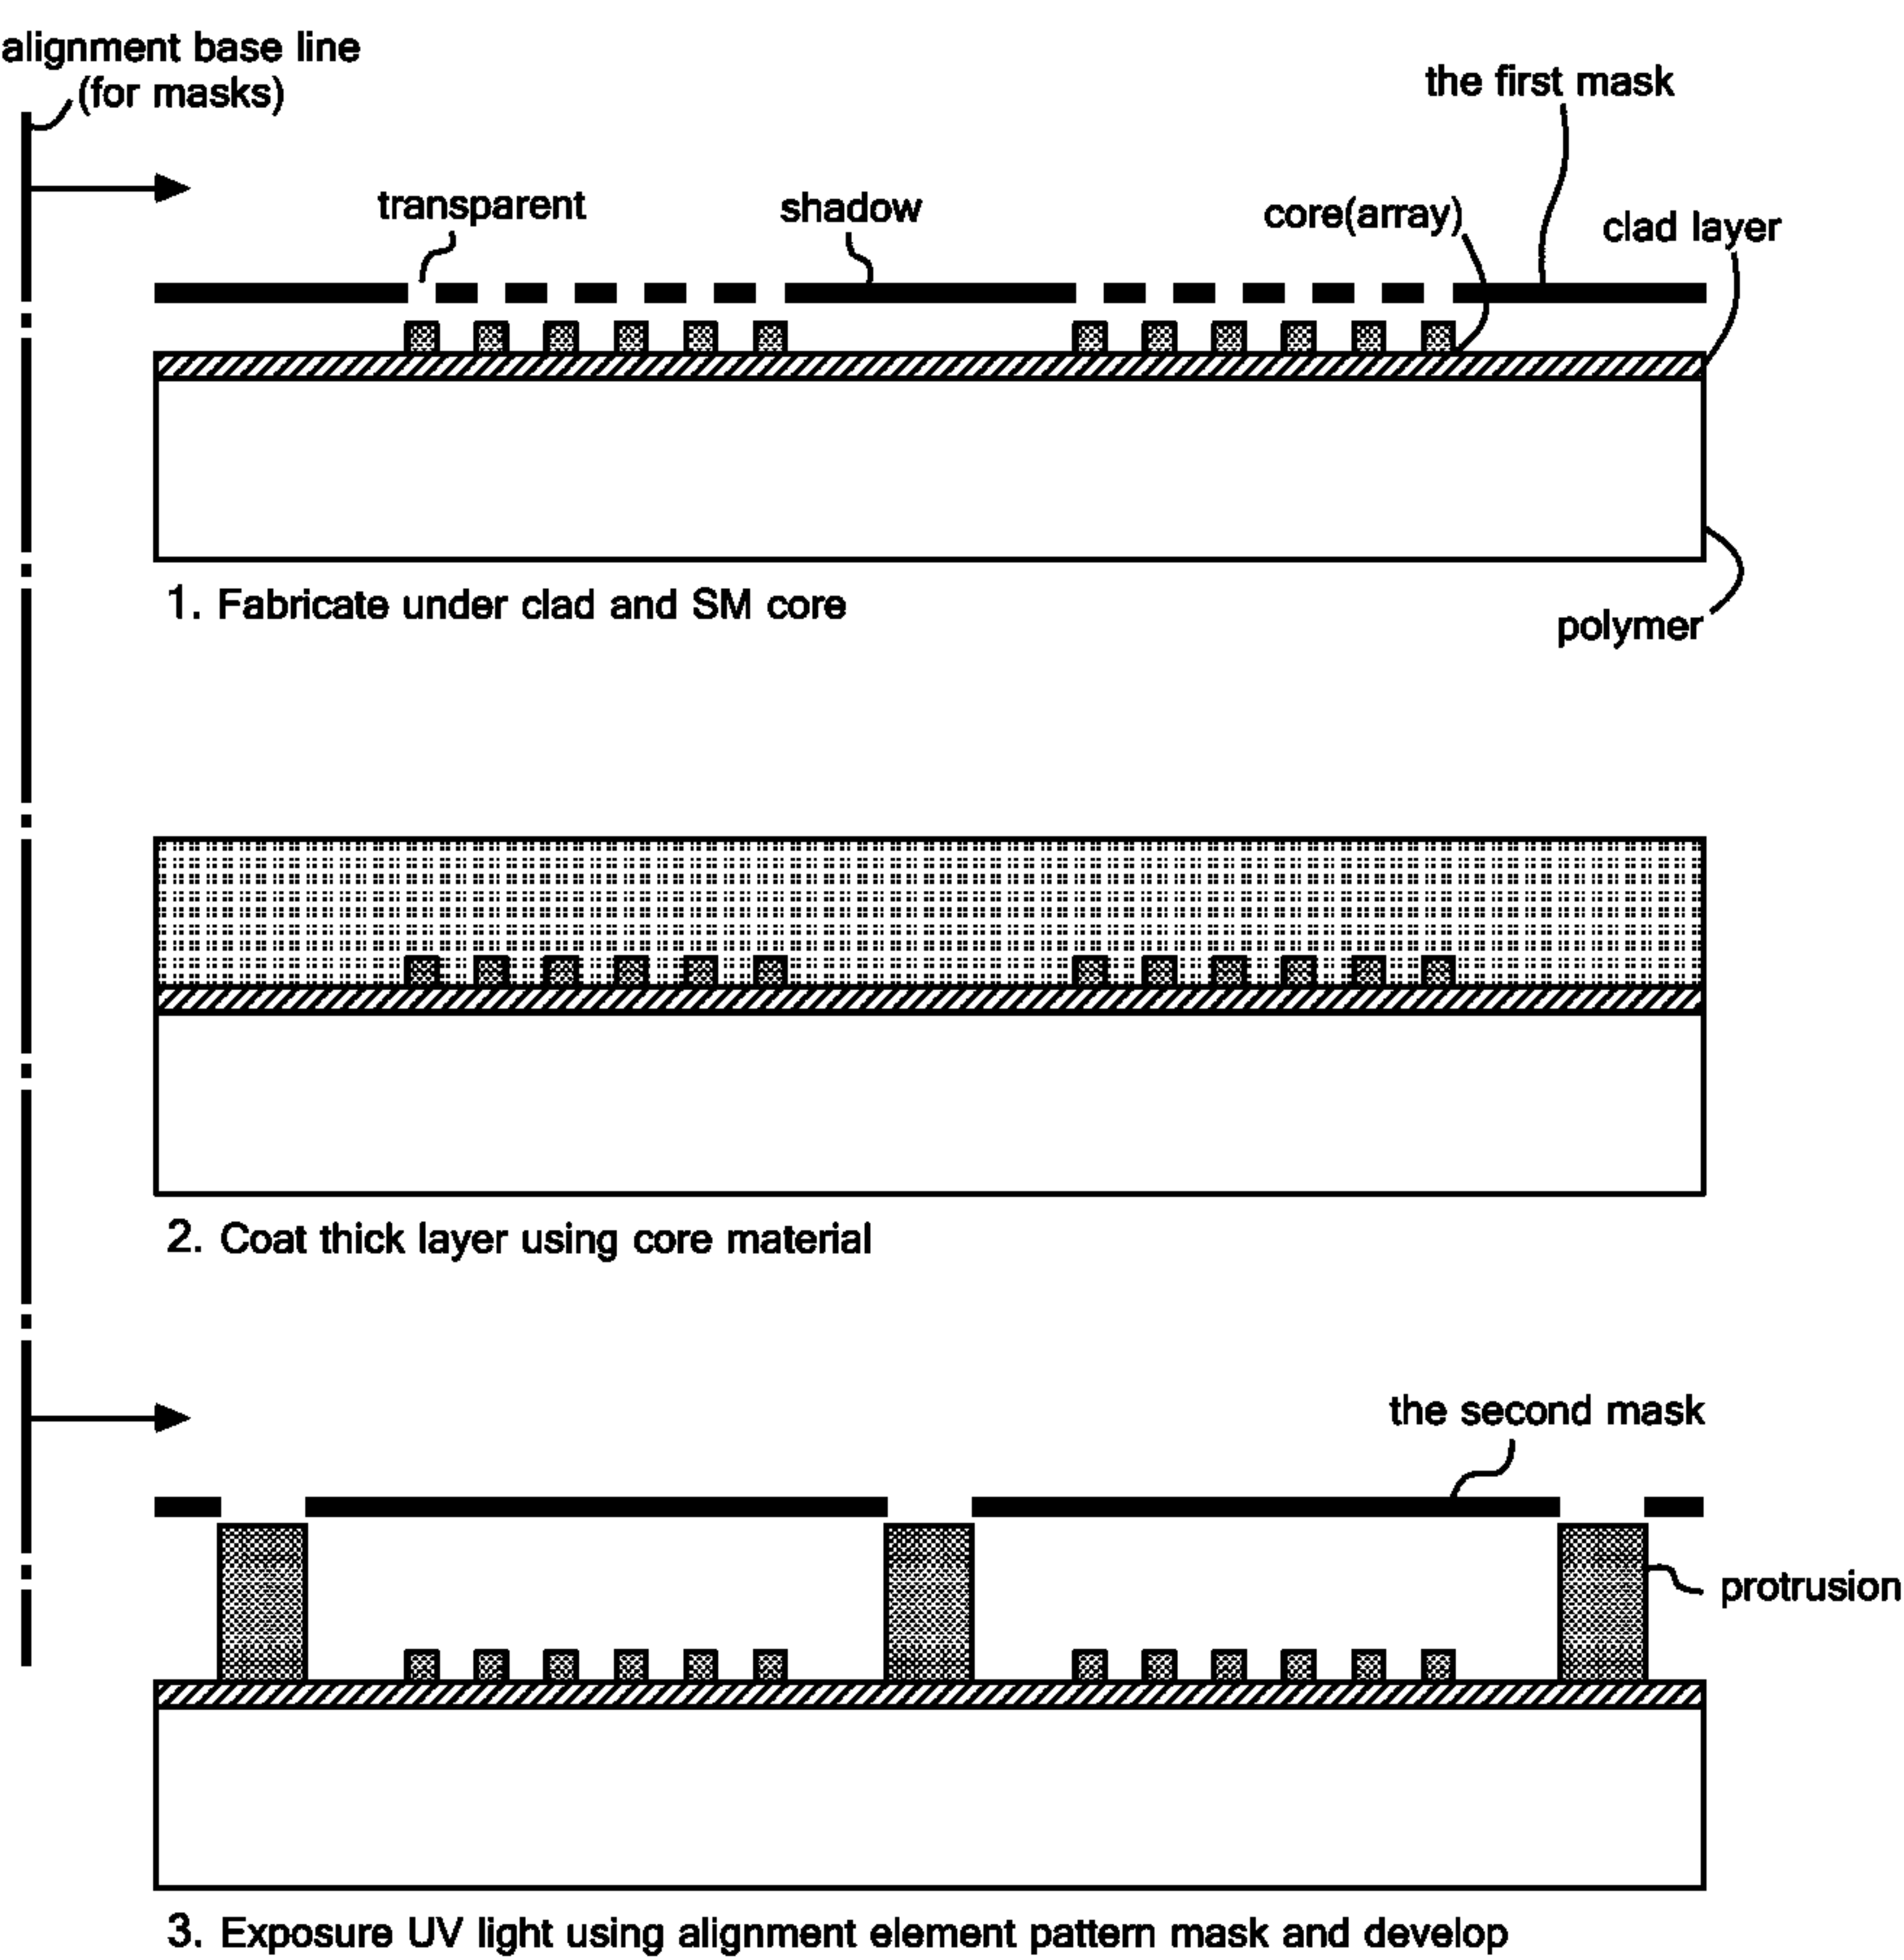 alignment base line
(for masks)
the first mask
transparent
shadow
core(array)
clad layer
1. Fabricate under clad and SM core
polymer
2. Coat thick layer using core material
the second mask
protrusion
3. Exposure UV light using alignment element pattern mask and develop